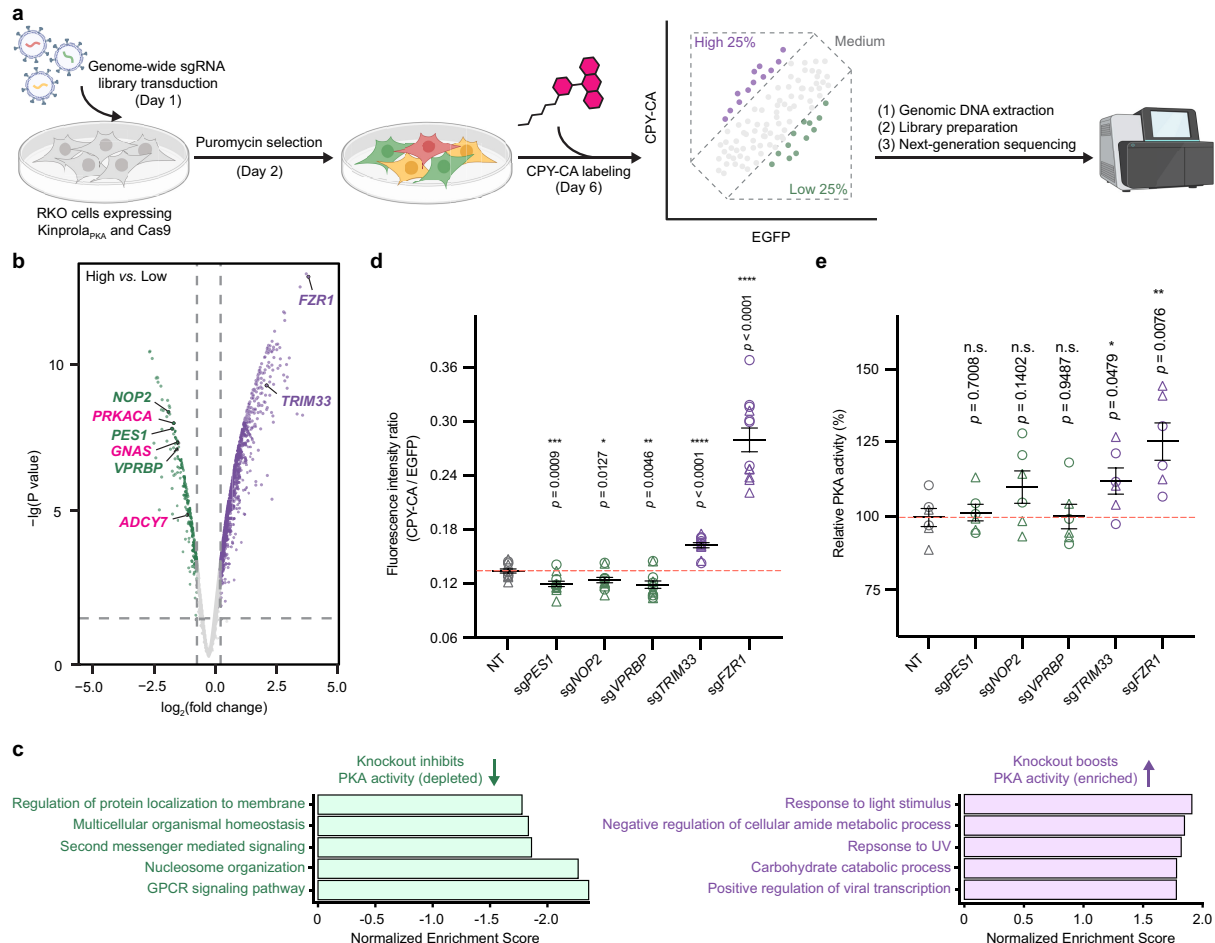 a
Genome-wide sgRNA
library transduction
(Day 1)
RKO cells expressing
Kinprola_PKA and Cas9
Puromycin selection
(Day 2)
CPY-CA labeling
(Day 6)
High 25%
Medium
Low 25%
CPY-CA
EGFP
(1) Genomic DNA extraction
(2) Library preparation
(3) Next-generation sequencing
b
High vs. Low
FZR1
TRIM33
NOP2
PRKACA
PES1
GNAS
VPRBP
ADCY7
−lg(P value)
10
5
0
−5.0
−2.5
0.0
2.5
5.0
log2(fold change)
d
Fluorescence intensity ratio
(CPY-CA / EGFP)
0.36
0.30
0.24
0.18
0.12
0.06
***
p = 0.0009
*
p = 0.0127
**
p = 0.0046
****
p < 0.0001
****
p < 0.0001
NT
sgPES1
sgNOP2
sgVPRBP
sgTRIM33
sgFZR1
e
Relative PKA activity (%)
150
125
100
75
n.s.
p = 0.7008
n.s.
p = 0.1402
n.s.
p = 0.9487
*
p = 0.0479
**
p = 0.0076
NT
sgPES1
sgNOP2
sgVPRBP
sgTRIM33
sgFZR1
c
Knockout inhibits
PKA activity (depleted)
Regulation of protein localization to membrane
Multicellular organismal homeostasis
Second messenger mediated signaling
Nucleosome organization
GPCR signaling pathway
0
-0.5
-1.0
-1.5
-2.0
Normalized Enrichment Score
Knockout boosts
PKA activity (enriched)
Response to light stimulus
Negative regulation of cellular amide metabolic process
Repsonse to UV
Carbohydrate catabolic process
Positive regulation of viral transcription
0
0.5
1.0
1.5
2.0
Normalized Enrichment Score